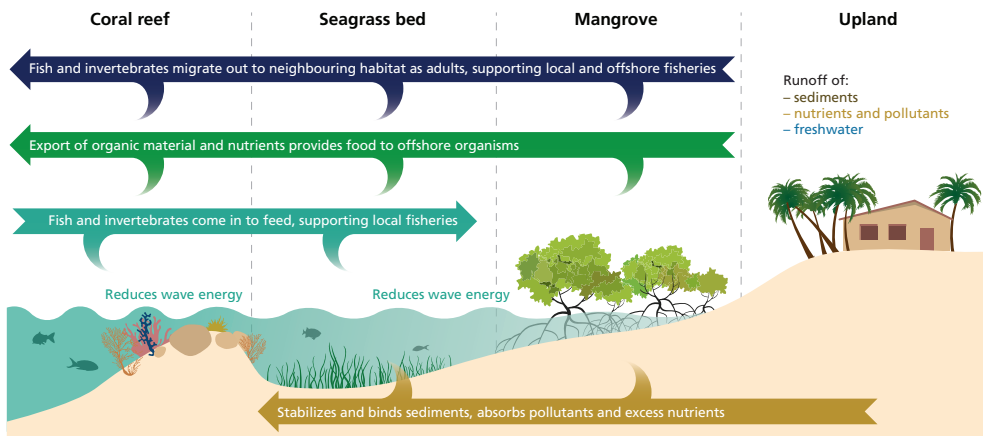 Coral reef
Seagrass bed
Mangrove
Upland
Fish and invertebrates migrate out to neighbouring habitat as adults, supporting local and offshore fisheries
Runoff of:
– sediments
– nutrients and pollutants
– freshwater
Export of organic material and nutrients provides food to offshore organisms
Fish and invertebrates come in to feed, supporting local fisheries
Reduces wave energy
Reduces wave energy
Stabilizes and binds sediments, absorbs pollutants and excess nutrients